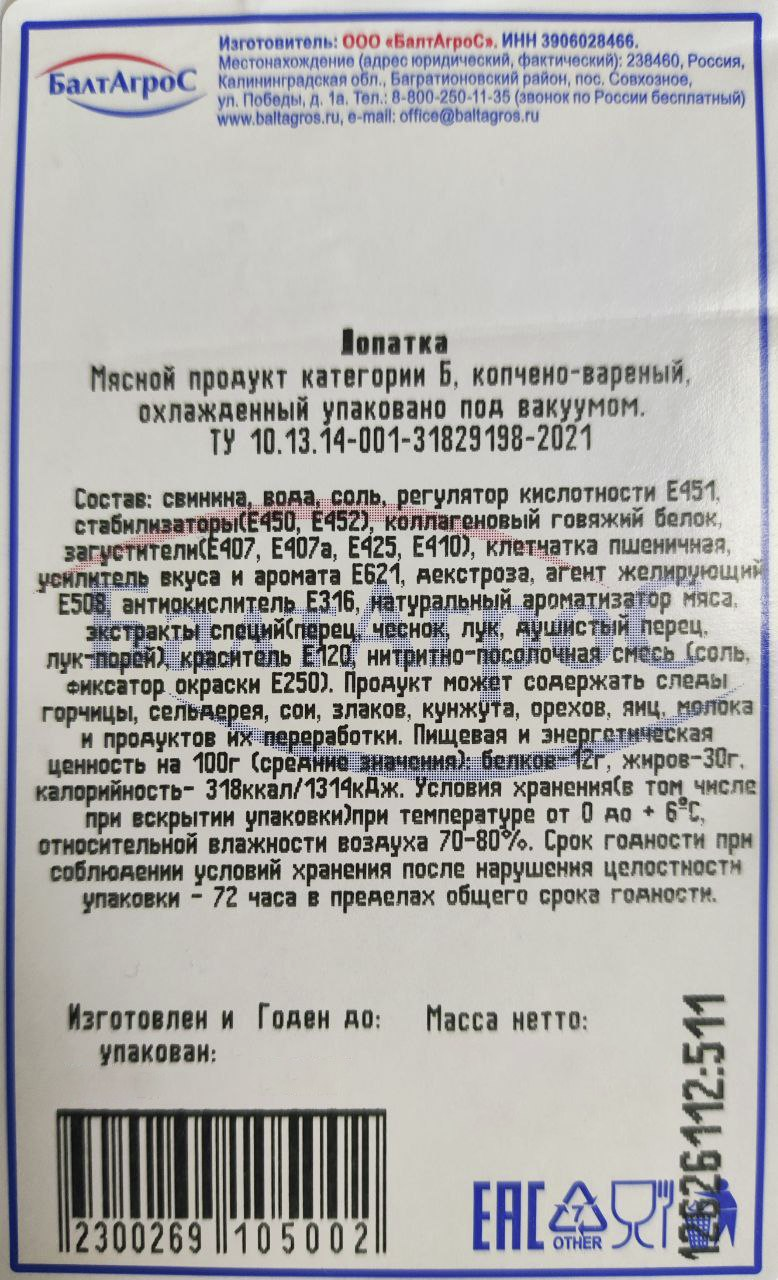 БалтАгроС
Изготовитель: ООО «БалтАгроС». ИНН 3906028466.
Местонахождение (адрес юридический, фактический): 238460, Россия,
Калининградская обл., Багратионовский район, пос. Совхозное,
ул. Победы, д. 1а. Тел.: 8-800-250-11-35 (звонок по России бесплатный)
www.baltagros.ru, e-mail: office@baltagros.ru
Лопатка
Мясной продукт категории Б, копчено-вареный,
охлажденный упаковано под вакуумом.
ТУ 10.13.14-001-31829198-2021
Состав: свинина, вода, соль, регулятор кислотности Е451,
стабилизаторы(Е450, Е452), коллагеновый говяжий белок,
загустители(Е407, Е407а, Е425, Е410), клетчатка пшеничная,
усилитель вкуса и аромата Е621, декстроза, агент желирующий
Е508, антиокислитель Е316, натуральный ароматизатор мяса,
экстракты специй(перец, чеснок, лук, душистый перец,
лук-порей), краситель Е120, нитритно-посолочная смесь (соль,
фиксатор окраски Е250). Продукт может содержать следы
горчицы, сельдерея, сои, злаков, кунжута, орехов, яиц, молока
и продуктов их переработки. Пищевая и энергетическая
ценность на 100г (средние значения): белков-12г, жиров-30г,
калорийность- 318ккал/1314кДж. Условия хранения(в том числе
при вскрытии упаковки)при температуре от 0 до + 6°С,
относительной влажности воздуха 70-80%. Срок годности при
соблюдении условий хранения после нарушения целостности
упаковки - 72 часа в пределах общего срока годности.
Изготовлен и Годен до: Масса нетто:
упакован:
2300269 105002
EAC 7
OTHER
12626112:511